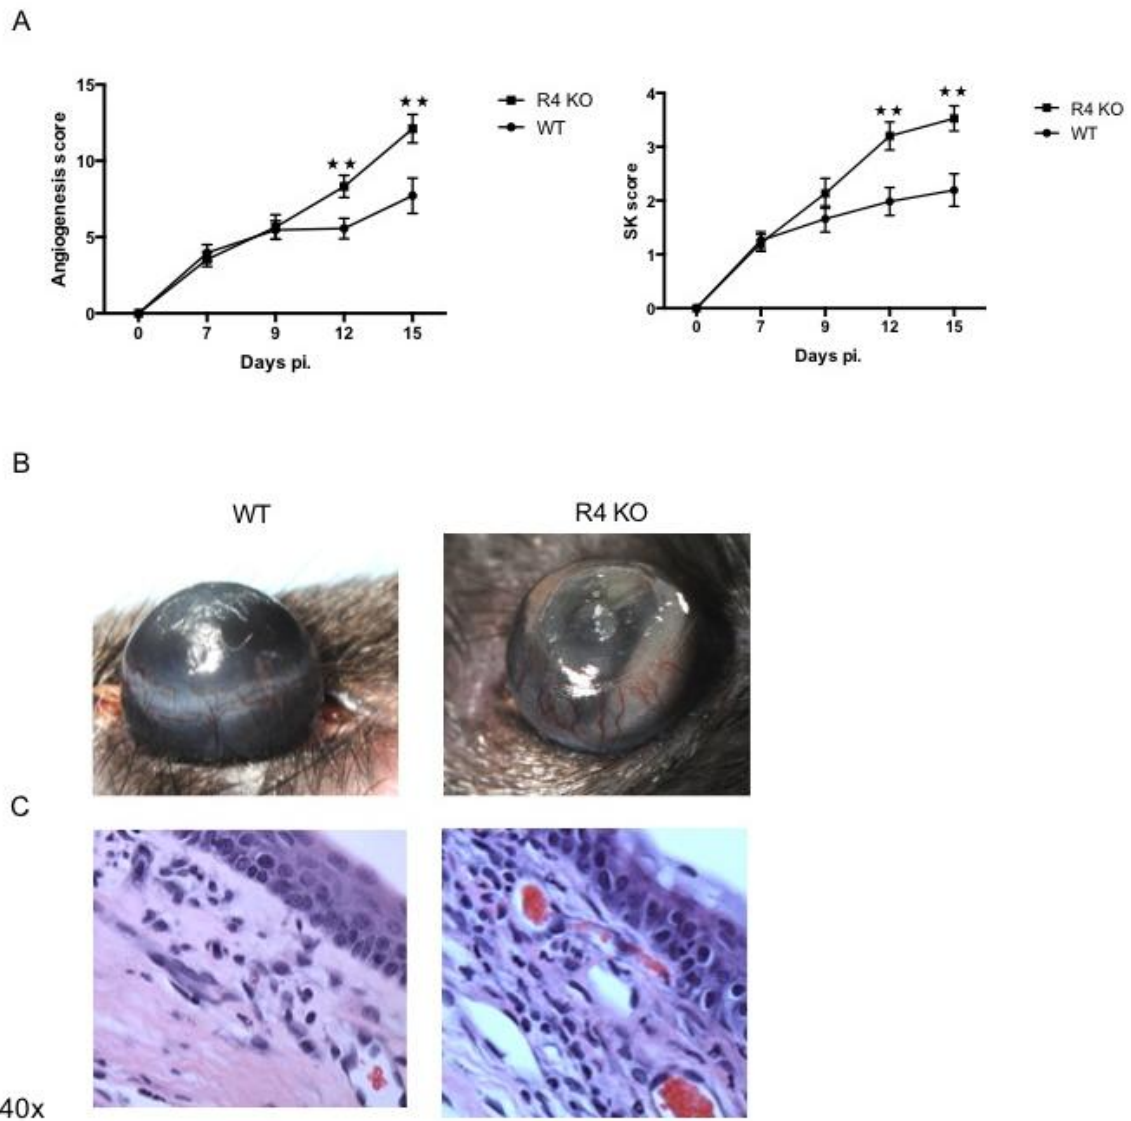 A
Angiogenesis score
15
10
5
0
★★
★★
R4 KO
WT
0 7 9 12 15
Days pi.
SK score
4
3
2
1
0
★★
★★
R4 KO
WT
0 7 9 12 15
Days pi.
B
WT
R4 KO
C
40x